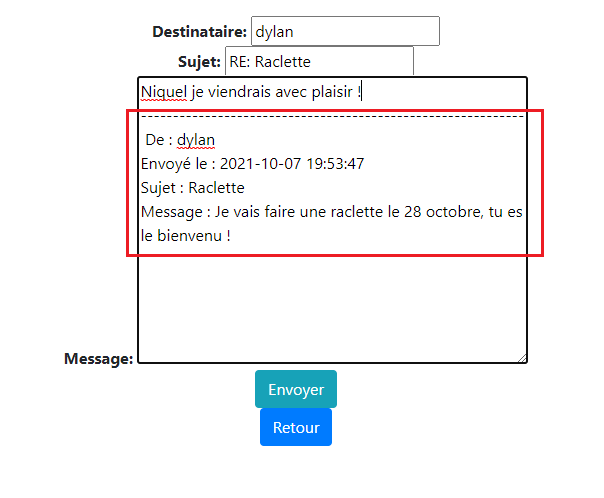 Destinataire: dylan
Sujet: RE: Raclette
Niquel je viendrais avec plaisir !
--------------------------------------------------------
De : dylan
Envoyé le : 2021-10-07 19:53:47
Sujet : Raclette
Message : Je vais faire une raclette le 28 octobre, tu es
le bienvenu !
Message:
Envoyer
Retour